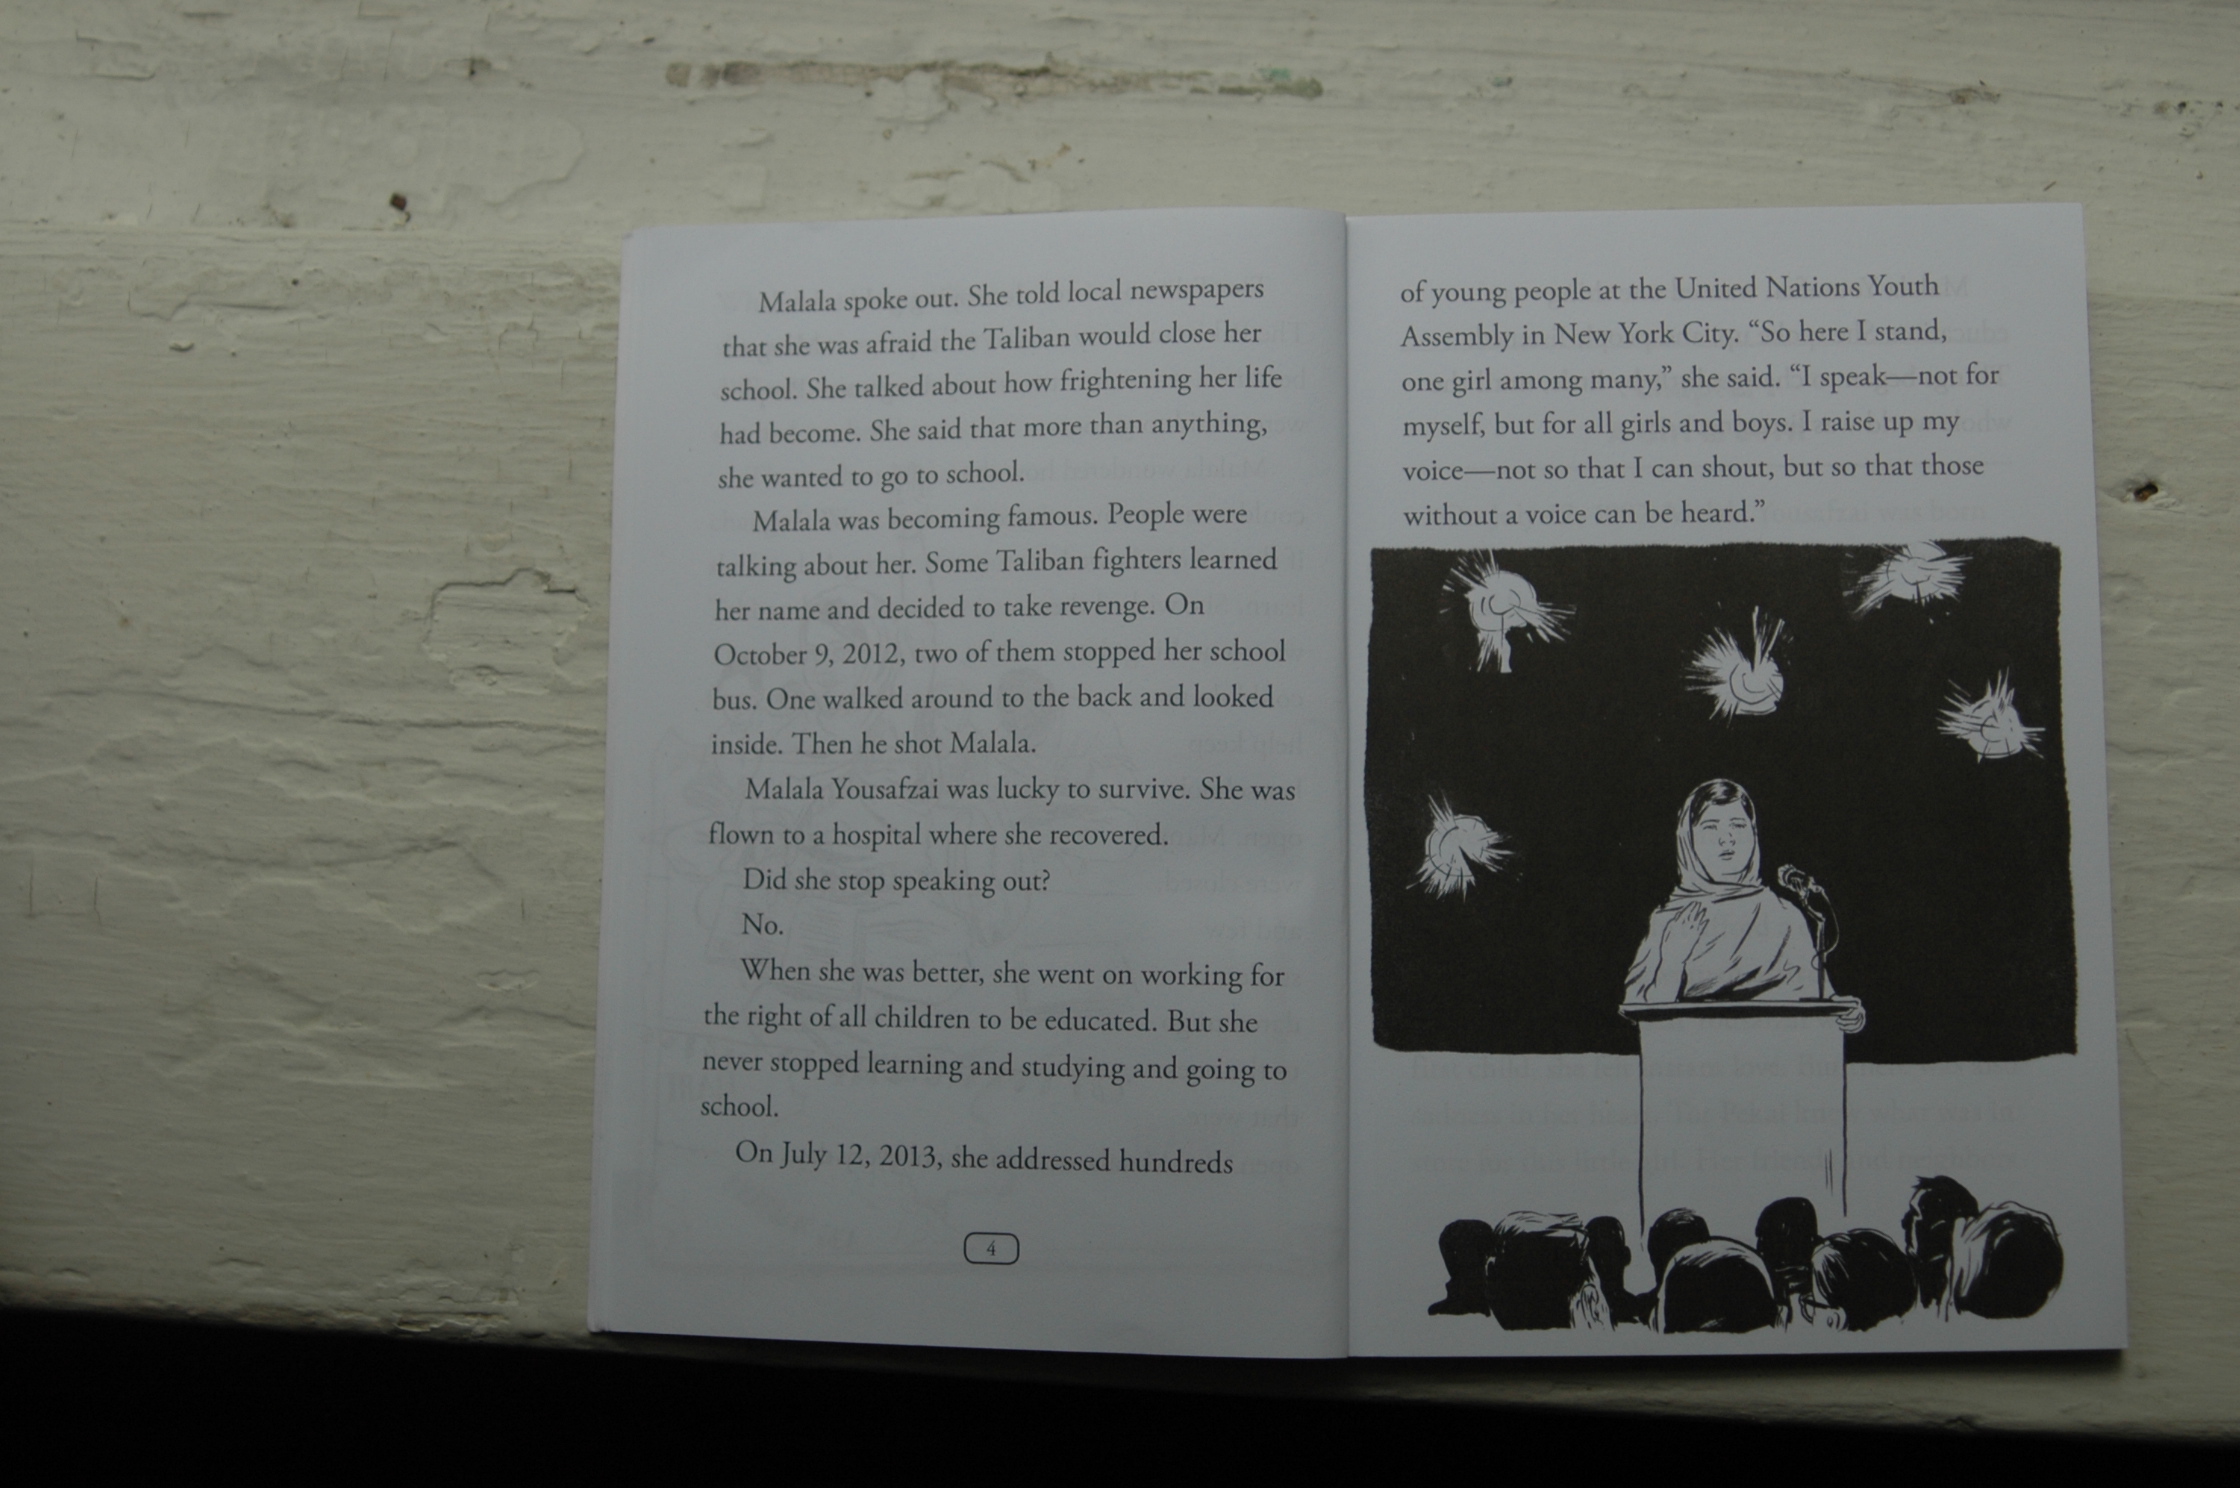 Malala spoke out. She told local newspapers
that she was afraid the Taliban would close her
school. She talked about how frightening her life
had become. She said that more than anything,
she wanted to go to school.
Malala was becoming famous. People were
talking about her. Some Taliban fighters learned
her name and decided to take revenge. On
October 9, 2012, two of them stopped her school
bus. One walked around to the back and looked
inside. Then he shot Malala.
Malala Yousafzai was lucky to survive. She was
flown to a hospital where she recovered.
Did she stop speaking out?
No.
When she was better, she went on working for
the right of all children to be educated. But she
never stopped learning and studying and going to
school.
On July 12, 2013, she addressed hundreds
4
of young people at the United Nations Youth
Assembly in New York City. “So here I stand,
one girl among many,” she said. “I speak—not for
myself, but for all girls and boys. I raise up my
voice—not so that I can shout, but so that those
without a voice can be heard.”